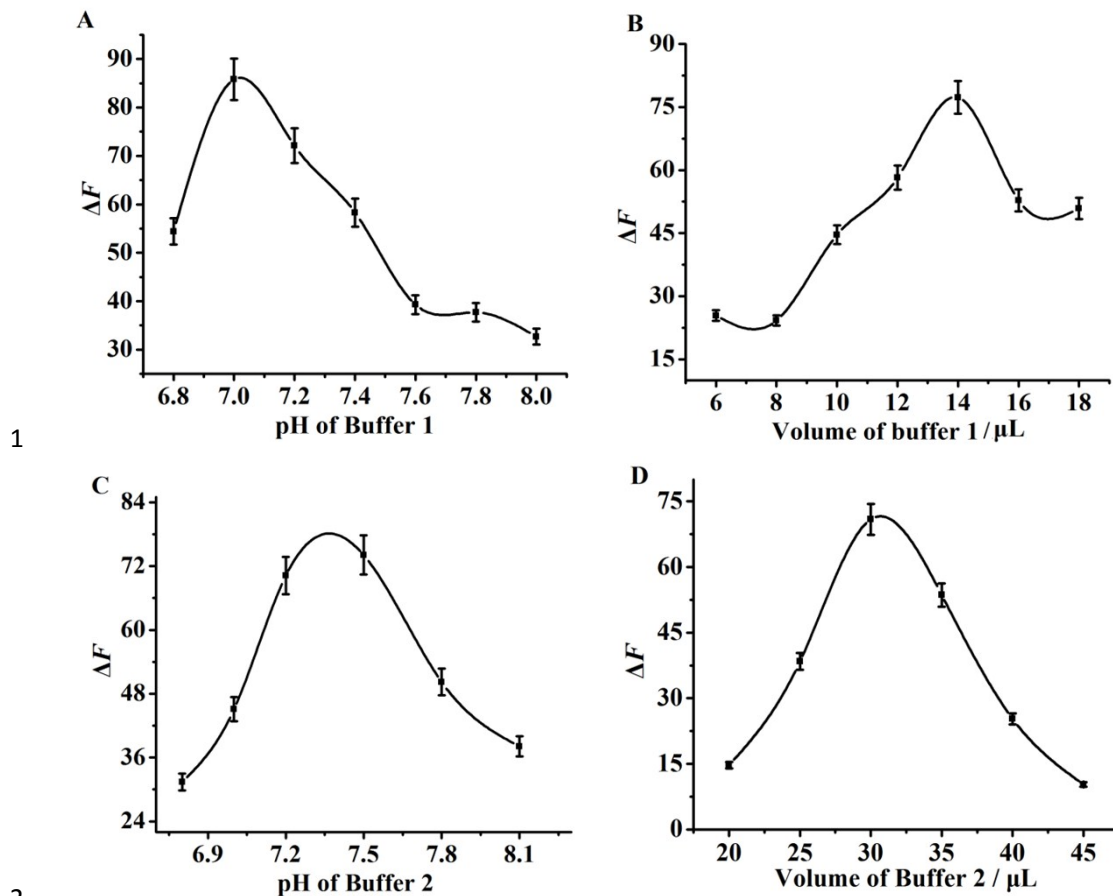 A
ΔF
90
80
70
60
50
40
30
6.8 7.0 7.2 7.4 7.6 7.8 8.0
pH of Buffer 1
B
ΔF
90
75
60
45
30
15
6 8 10 12 14 16 18
Volume of buffer 1 / μL
1
C
ΔF
84
72
60
48
36
24
6.9 7.2 7.5 7.8 8.1
pH of Buffer 2
D
ΔF
75
60
45
30
15
0
20 25 30 35 40 45
Volume of Buffer 2 / μL